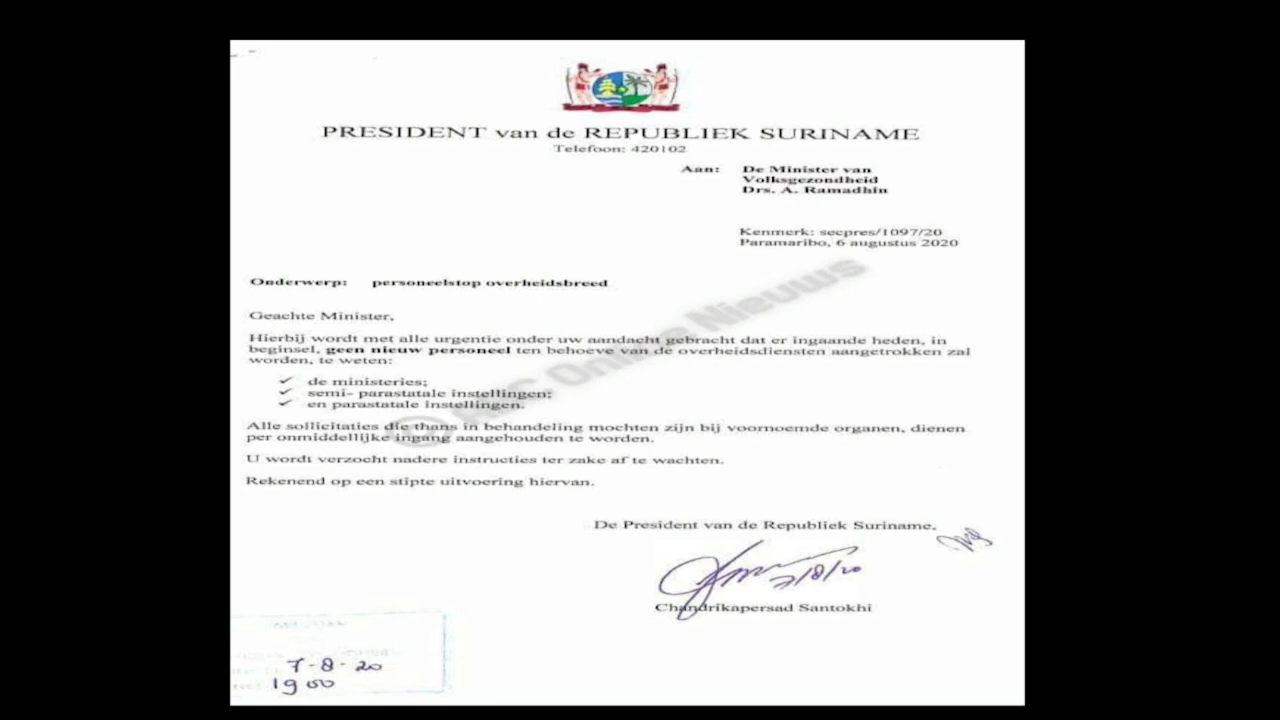 PRESIDENT van de REPUBLIEK SURINAME
Telefoon: 420102
Aan: De Minister van
Volksgezondheid
Drs. A. Ramadhin
Kenmerk: secpres/1097/20
Paramaribo, 6 augustus 2020
Onderwerp: personeelstop overheidsbreed
Geachte Minister,
Hierbij wordt met alle urgentie onder uw aandacht gebracht dat er ingaande heden, in
beginsel, geen nieuw personeel ten behoeve van de overheidsdiensten aangetrokken zal
worden, te weten:
de ministeries;
semi- parastatale instellingen;
en parastatale instellingen.
Alle sollicitaties die thans in behandeling mochten zijn bij voornoemde organen, dienen
per onmiddellijke ingang aangehouden te worden.
U wordt verzocht nadere instructies ter zake af te wachten.
Rekenend op een stipte uitvoering hiervan.
© ABC Online Nieuws
De President van de Republiek Suriname,
7/8/20
Chandrikapersad Santokhi
7-8-20
19 00